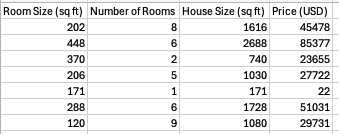 Room Size (sq ft) Number of Rooms House Size (sq ft) Price (USD)
202 8 1616 45478
448 6 2688 85377
370 2 740 23655
206 5 1030 27722
171 1 171 22
288 6 1728 51031
120 9 1080 29731